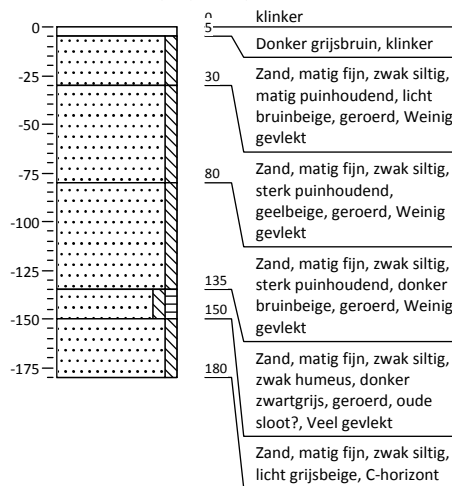 0
klinker
0
5
Donker grijsbruin, klinker
-25
30
Zand, matig fijn, zwak siltig,
matig puinhoudend, licht
bruinbeige, geroerd, Weinig
gevlekt
-50
-75
80
Zand, matig fijn, zwak siltig,
sterk puinhoudend,
geelbeige, geroerd, Weinig
gevlekt
-100
-125
135
Zand, matig fijn, zwak siltig,
sterk puinhoudend, donker
bruinbeige, geroerd, Weinig
gevlekt
-150
150
Zand, matig fijn, zwak siltig,
zwak humeus, donker
zwartgrijs, geroerd, oude
sloot?, Veel gevlekt
-175
180
Zand, matig fijn, zwak siltig,
licht grijsbeige, C-horizont